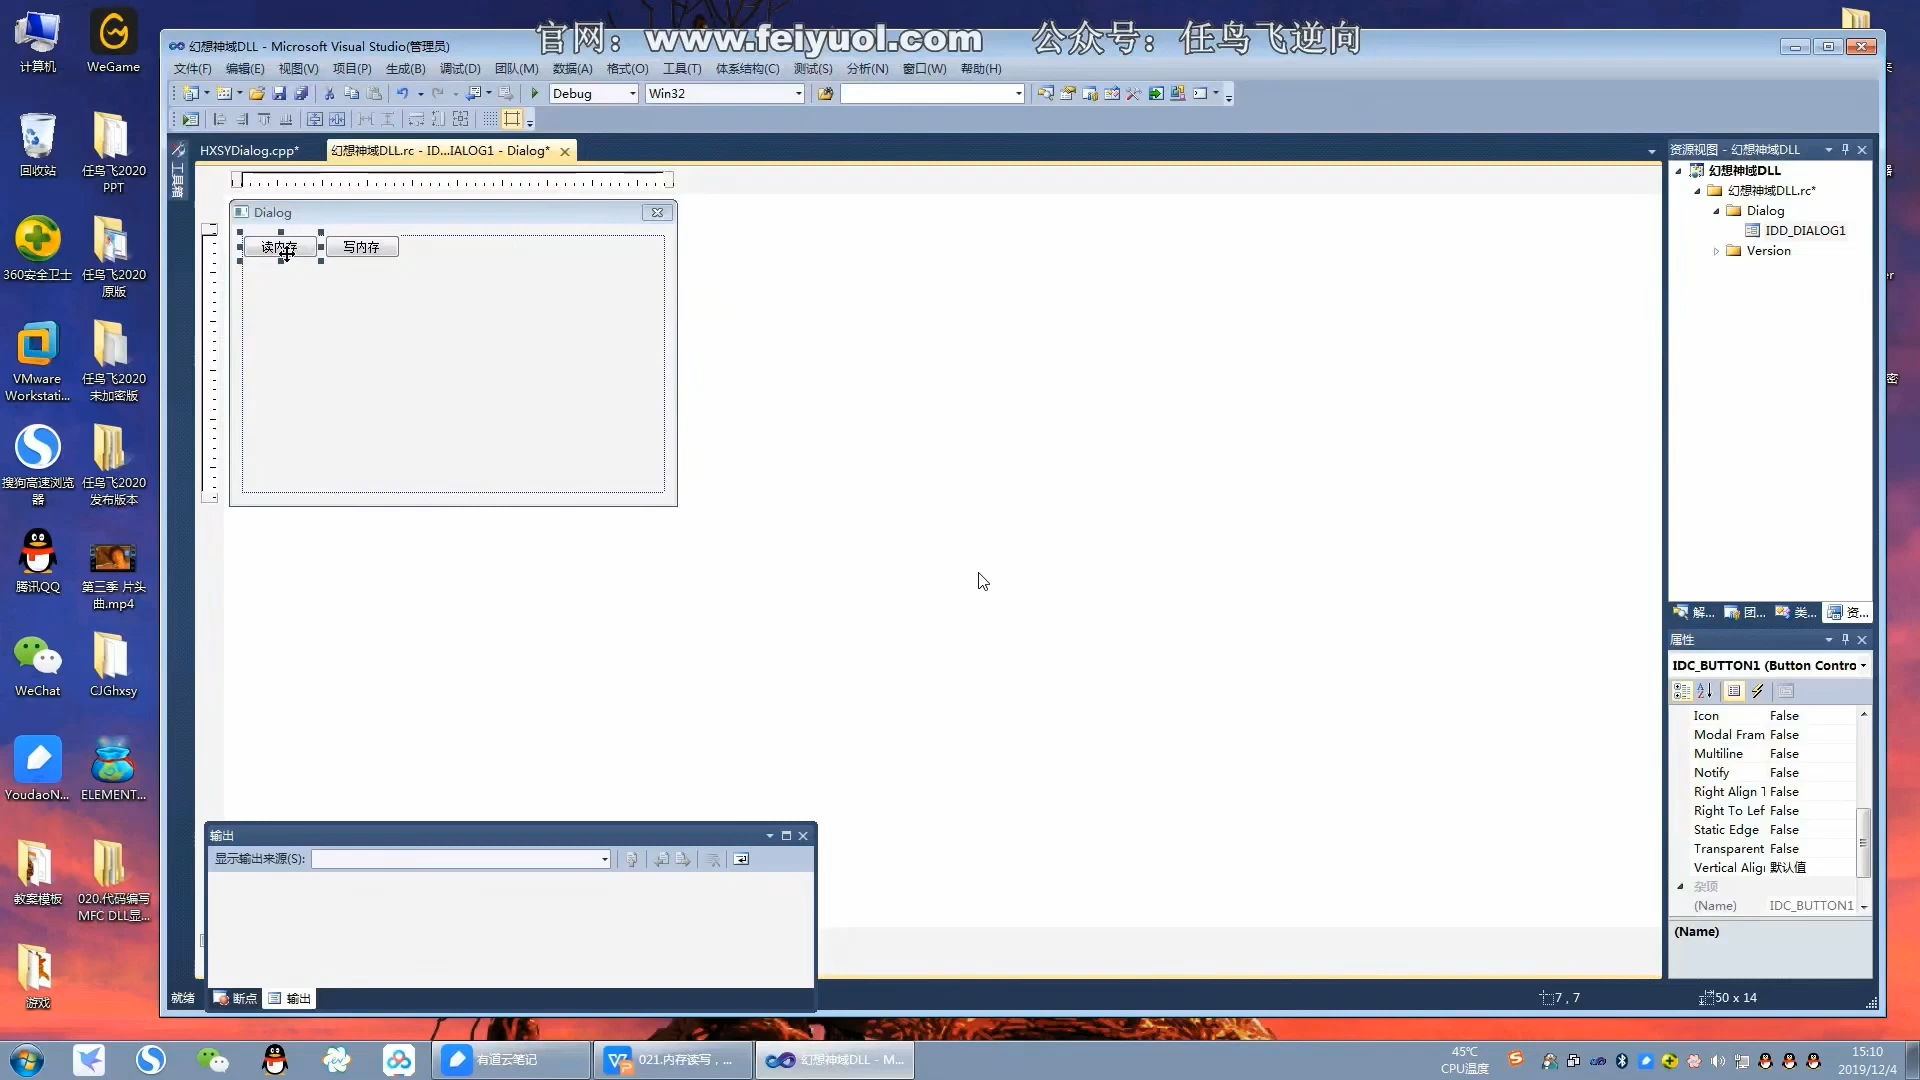 官网：www.feiyuol.com 公众号：任鸟飞逆向
计算机
WeGame
回收站
任鸟飞2020
PPT
360安全卫士
任鸟飞2020
原版
VMware
Workstati...
任鸟飞2020
未加密版
搜狗高速浏览
器
任鸟飞2020
发布版本
腾讯QQ
第三季 片头
曲.mp4
WeChat
CJGhxsy
YoudaoN...
ELEMENT...
教案模板
020.代码编写
MFC DLL显...
游戏
幻想神域DLL - Microsoft Visual Studio(管理员)
文件(F) 编辑(E) 视图(V) 项目(P) 生成(B) 调试(D) 团队(M) 数据(A) 格式(O) 工具(T) 体系结构(C) 测试(S) 分析(N) 窗口(W) 帮助(H)
Debug Win32
工具箱
HXSYDialog.cpp* 幻想神域DLL.rc - ID...IALOG1 - Dialog*
Dialog
读内存 写内存
输出
显示输出来源(S):
断点 输出
就绪
7 , 7
50 x 14
资源视图 - 幻想神域DLL
幻想神域DLL
幻想神域DLL.rc*
Dialog
IDD_DIALOG1
Version
解... 团... 类... 资...
属性
IDC_BUTTON1 (Button Contro
Icon False
Modal Fram False
Multiline False
Notify False
Right Align T False
Right To Lef False
Static Edge False
Transparent False
Vertical Alig 默认值
杂项
(Name) IDC_BUTTON1
(Name)
有道云笔记
021.内存读写，...
幻想神域DLL - M...
45℃
CPU温度
15:10
2019/12/4